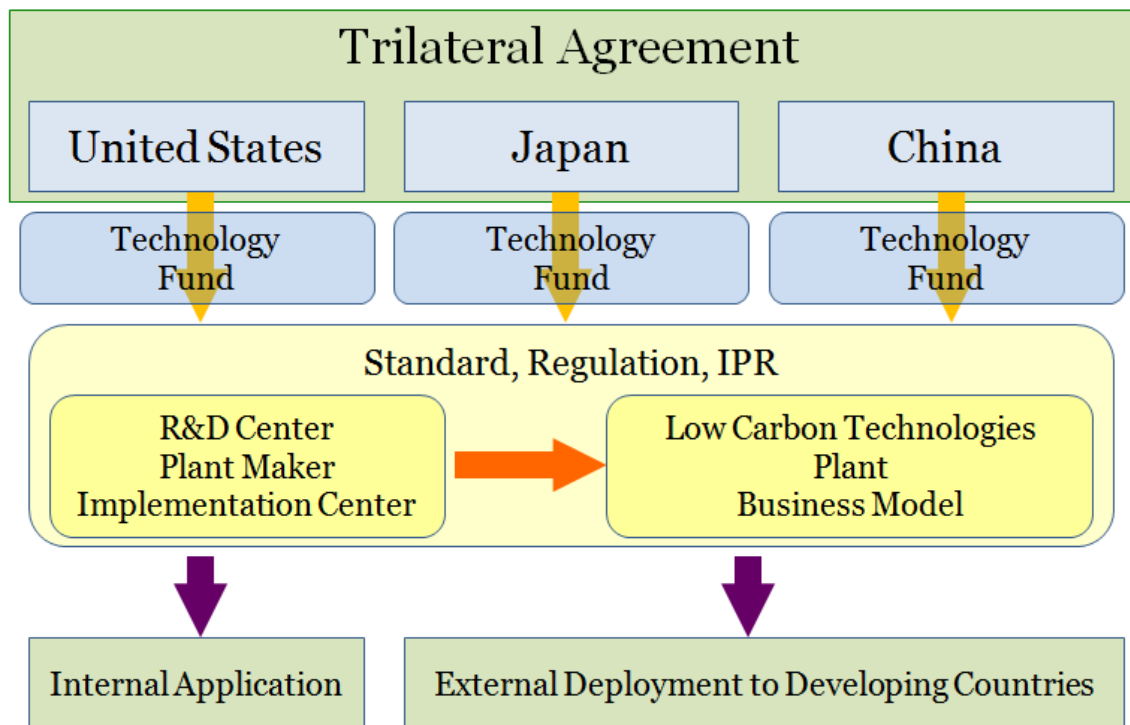 Trilateral Agreement
United States
Japan
China
Technology
Fund
Technology
Fund
Technology
Fund
Standard, Regulation, IPR
R&D Center
Plant Maker
Implementation Center
Low Carbon Technologies
Plant
Business Model
Internal Application
External Deployment to Developing Countries